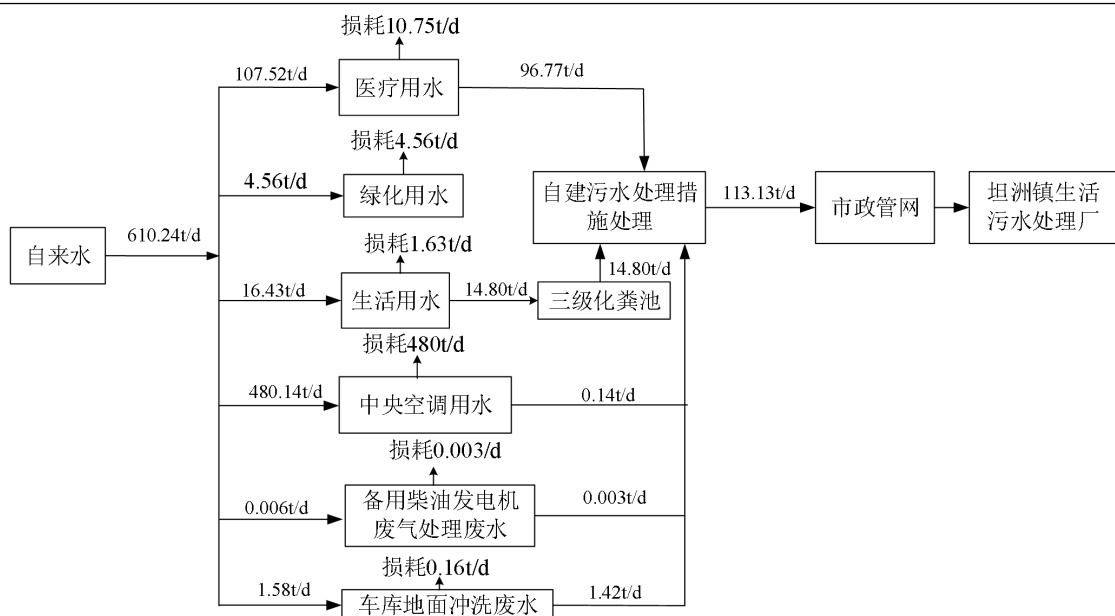 损耗10.75t/d
107.52t/d
医疗用水
96.77t/d
损耗4.56t/d
4.56t/d
绿化用水
自建污水处理措
施处理
113.13t/d
市政管网
坦洲镇生活
污水处理厂
自来水
610.24t/d
损耗1.63t/d
16.43t/d
生活用水
14.80t/d
三级化粪池
14.80t/d
损耗480t/d
480.14t/d
中央空调用水
0.14t/d
损耗0.003/d
0.006t/d
备用柴油发电机
废气处理废水
0.003t/d
损耗0.16t/d
1.58t/d
车库地面冲洗废水
1.42t/d